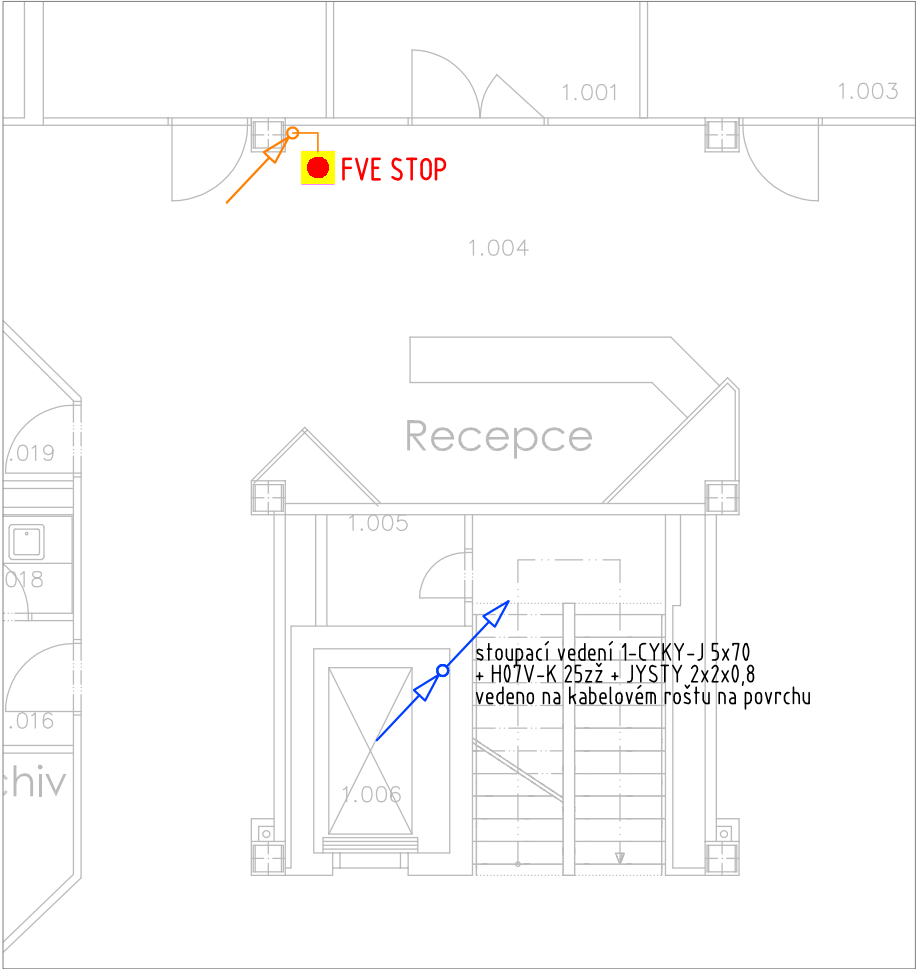 1.001
1.003
FVE STOP
1.004
Recepce
.019
1.005
018
stoupací vedení 1-CYKY-J 5x70
+ H07V-K 25zž + JYSTY 2x2x0,8
vedeno na kabelovém roštu na povrchu
.016
chiv
1.006